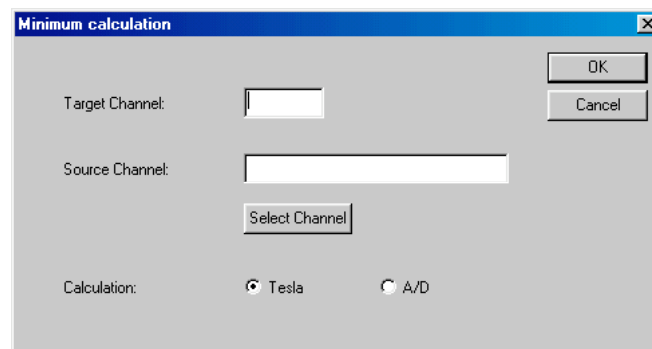 Minimum calculation
OK
Target Channel:
Cancel
Source Channel:
Select Channel
Calculation:
Tesla
A/D